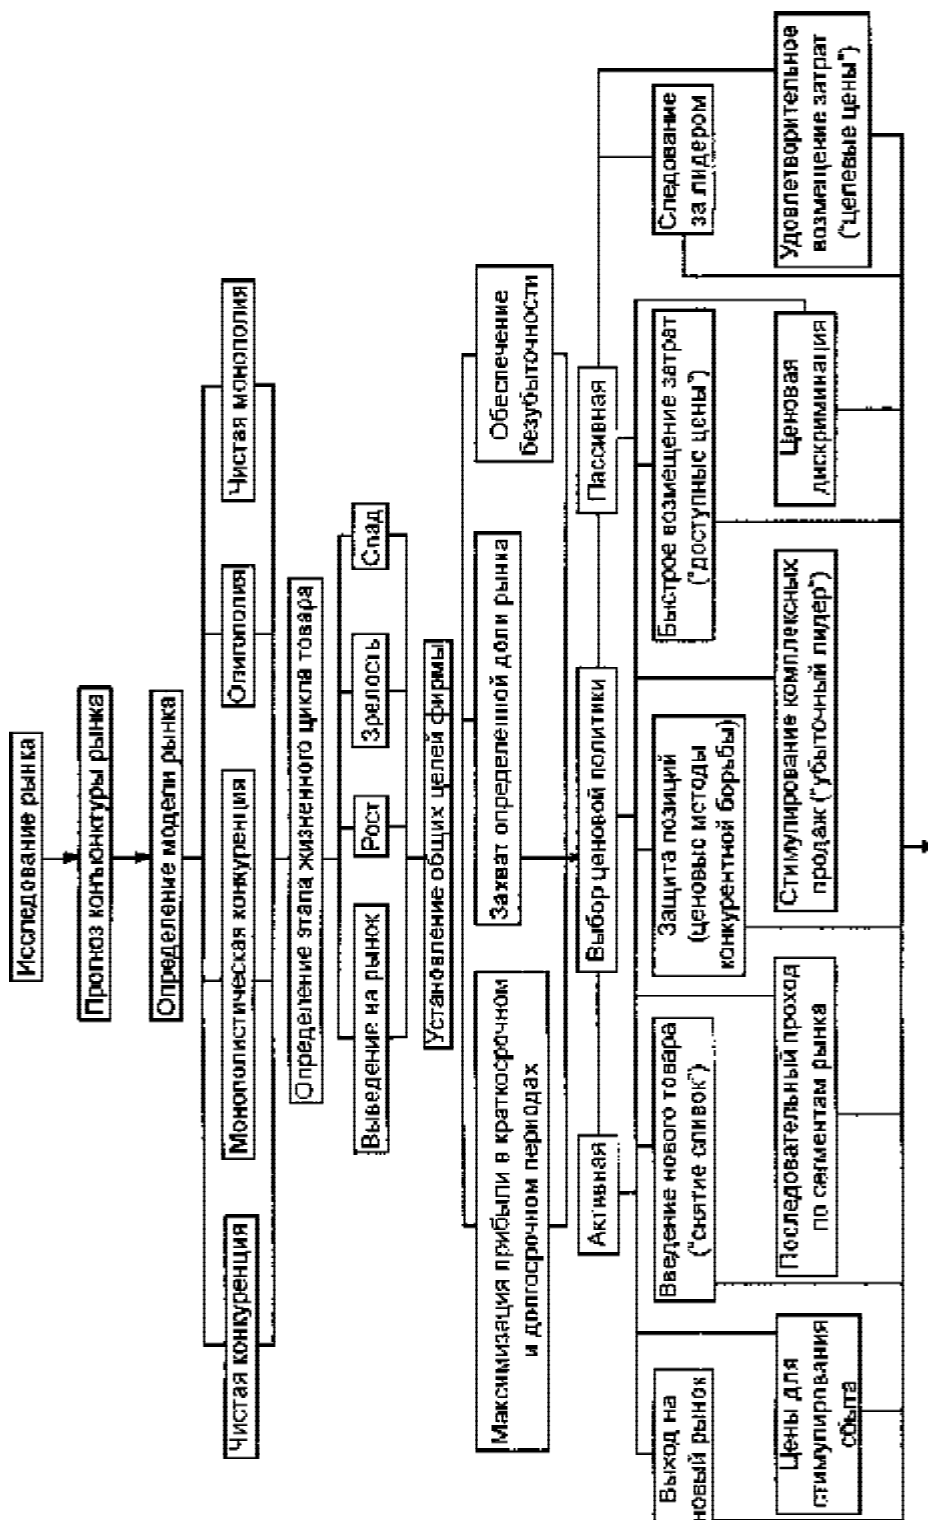 Исследование рынка
Прогноз конъюнктуры рынка
Определение модели рынка
Чистая конкуренция
Монополистическая конкуренция
Олигополия
Чистая монополия
Определение этапа жизненного цикла товара
Выведение на рынок
Рост
Зрелость
Спад
Установление общих целей фирмы
Максимизация прибыли в краткосрочном
и долгосрочном периодах
Захват определенной доли рынка
Обеспечение
безубыточности
Активная
Выбор ценовой политики
Пассивная
Выход на
новый рынок
Введение нового товара
("снятие сливок")
Защита позиций
(ценовые методы
конкурентной борьбы)
Быстрое возмещение затрат
("доступные цены")
Следование
за лидером
Цены для
стимулирования
сбыта
Последовательный проход
по сегментам рынка
Стимулирование комплексных
продаж ("убыточный лидер")
Ценовая
дискриминация
Удовлетворительное
возмещение затрат
("целевые цены")